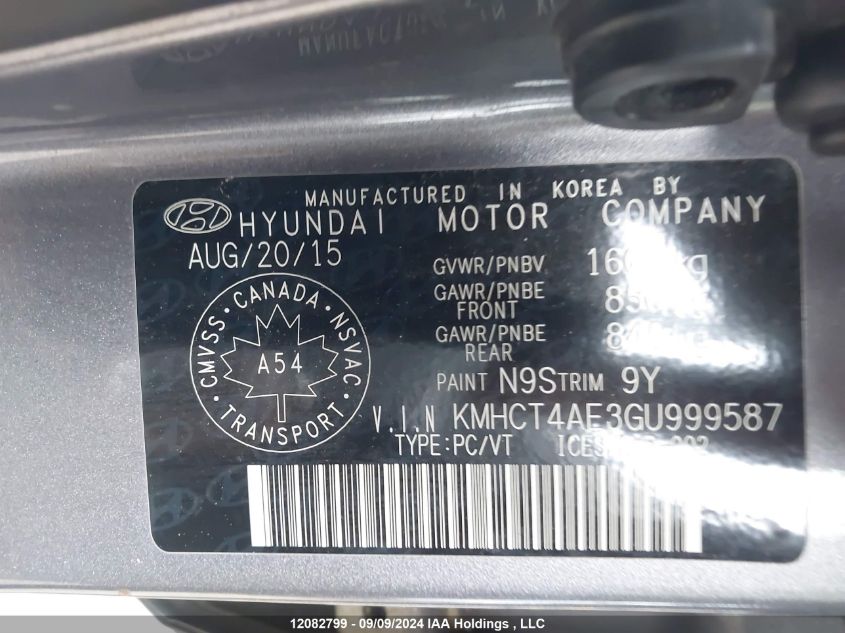 MANUFACTURED IN KOREA BY
HYUNDAI MOTOR COMPANY
AUG/20/15
GVWR/PNBV
GAWR/PNBE
FRONT
GAWR/PNBE
REAR
CMVSS · CANADA · NSVAC · TRANSPORT ·
A54
PAINT N9S TRIM 9Y
V.I.N KMHCT4AE3GU999587
TYPE:PC/VT
12082799 - 09/09/2024 IAA Holdings , LLC